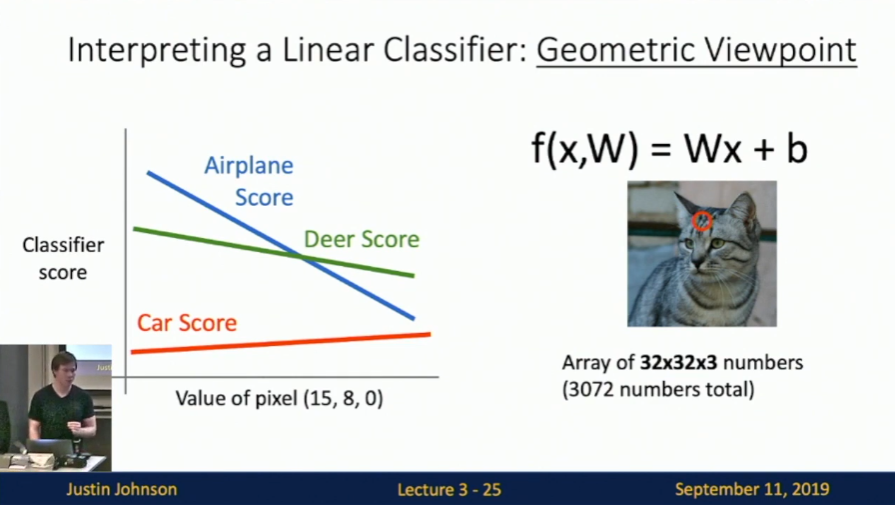 Interpreting a Linear Classifier: Geometric Viewpoint
Airplane
Score
Deer Score
Classifier
score
Car Score
Value of pixel (15, 8, 0)
f(x,W) = Wx + b
Array of 32x32x3 numbers
(3072 numbers total)
Justin Johnson
Lecture 3 - 25
September 11, 2019